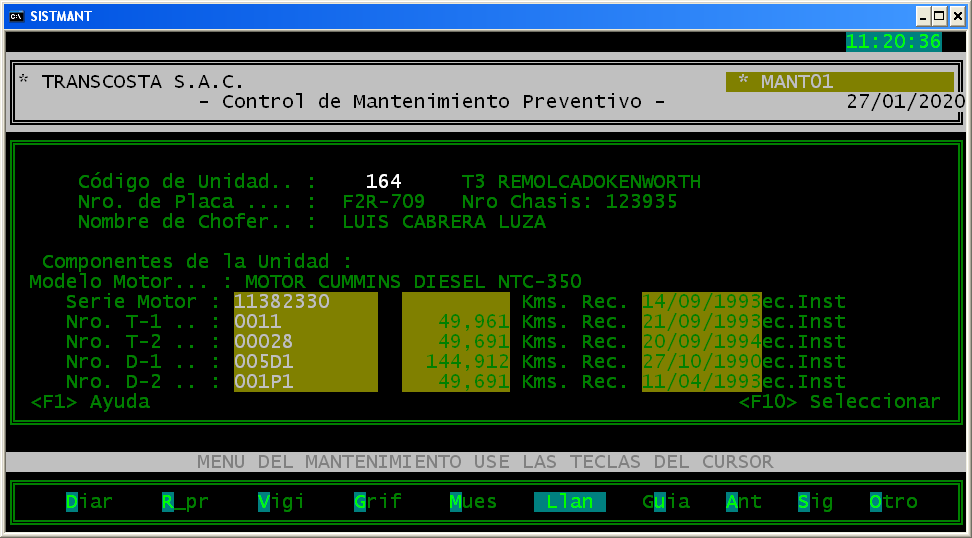 SISTMANT
11:20:36
* TRANSCOSTA S.A.C. * MANT01
- Control de Mantenimiento Preventivo - 27/01/2020
Código de Unidad.. : 164 T3 REMOLCADOKENWORTH
Nro. de Placa .... : F2R-709 Nro Chasis: 123935
Nombre de Chofer.. : LUIS CABRERA LUZA
Componentes de la Unidad :
Modelo Motor... : MOTOR CUMMINS DIESEL NTC-350
Serie Motor : 11382330 Kms. Rec. 14/09/1993ec.Inst
Nro. T-1 .. : 0011 49,961 Kms. Rec. 21/09/1993ec.Inst
Nro. T-2 .. : 00028 49,691 Kms. Rec. 20/09/1994ec.Inst
Nro. D-1 .. : 005D1 144,912 Kms. Rec. 27/10/1990ec.Inst
Nro. D-2 .. : 001P1 49,691 Kms. Rec. 11/04/1993ec.Inst
<F1> Ayuda <F10> Seleccionar
MENU DEL MANTENIMIENTO USE LAS TECLAS DEL CURSOR
Diar R_pr Vigi Grif Mues Llan Guia Ant Sig Otro